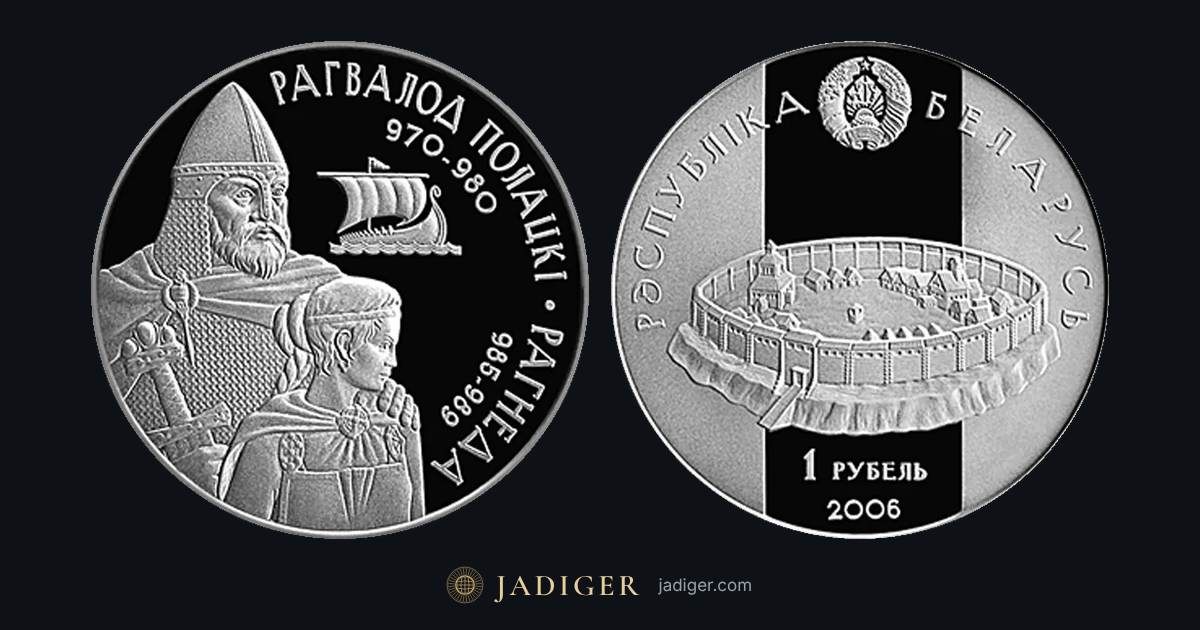 РАГВАЛОД ПОЛАЦКІ • РАГНЕДА
970-980
985-989
РЭСПУБЛІКА БЕЛАРУСЬ
1 РУБЕЛЬ
2006
JADIGER jadiger.com